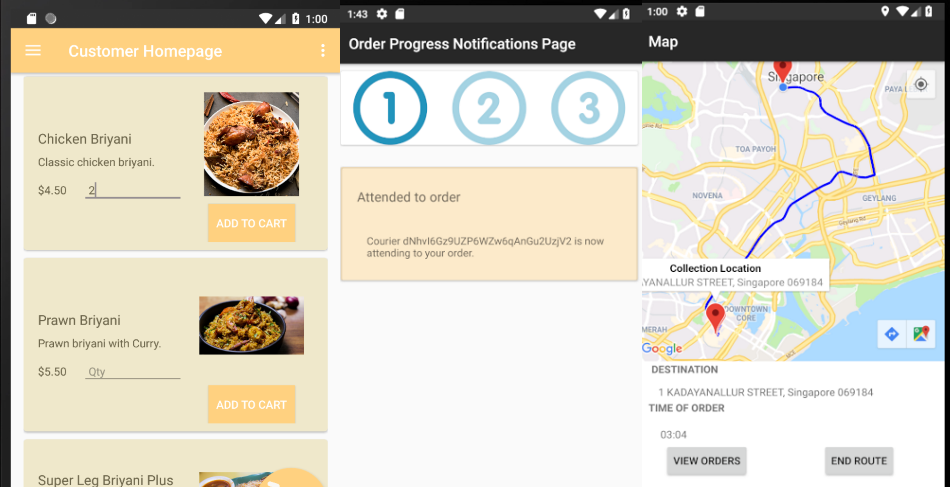 1:00
Customer Homepage
Chicken Briyani
Classic chicken briyani.
$4.50 2
ADD TO CART
Prawn Briyani
Prawn briyani with Curry.
$5.50 Qty
ADD TO CART
Super Leg Briyani Plus
1:43
Order Progress Notifications Page
1 2 3
Attended to order
Courier dNhvI6Gz9UZP6WZw6qAnGu2UzjV2 is now
attending to your order.
1:00
Map
Singapore
PAYA
TOA PAYOH
NOVENA
GEYLANG
Geylang Rd
Collection Location
YANALLUR STREET, Singapore 069184
DOWNTOWN
CORE
MERAH
Google
DESTINATION
1 KADAYANALLUR STREET, Singapore 069184
TIME OF ORDER
03:04
VIEW ORDERS END ROUTE